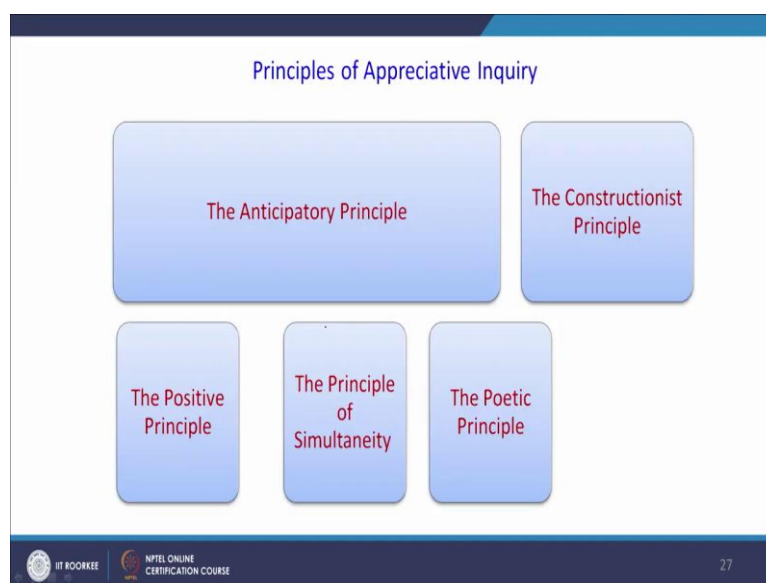 Principles of Appreciative Inquiry
The Anticipatory Principle
The Constructionist
Principle
The Positive
Principle
The Principle
of
Simultaneity
The Poetic
Principle
IIT ROORKEE
NPTEL ONLINE
CERTIFICATION COURSE
27